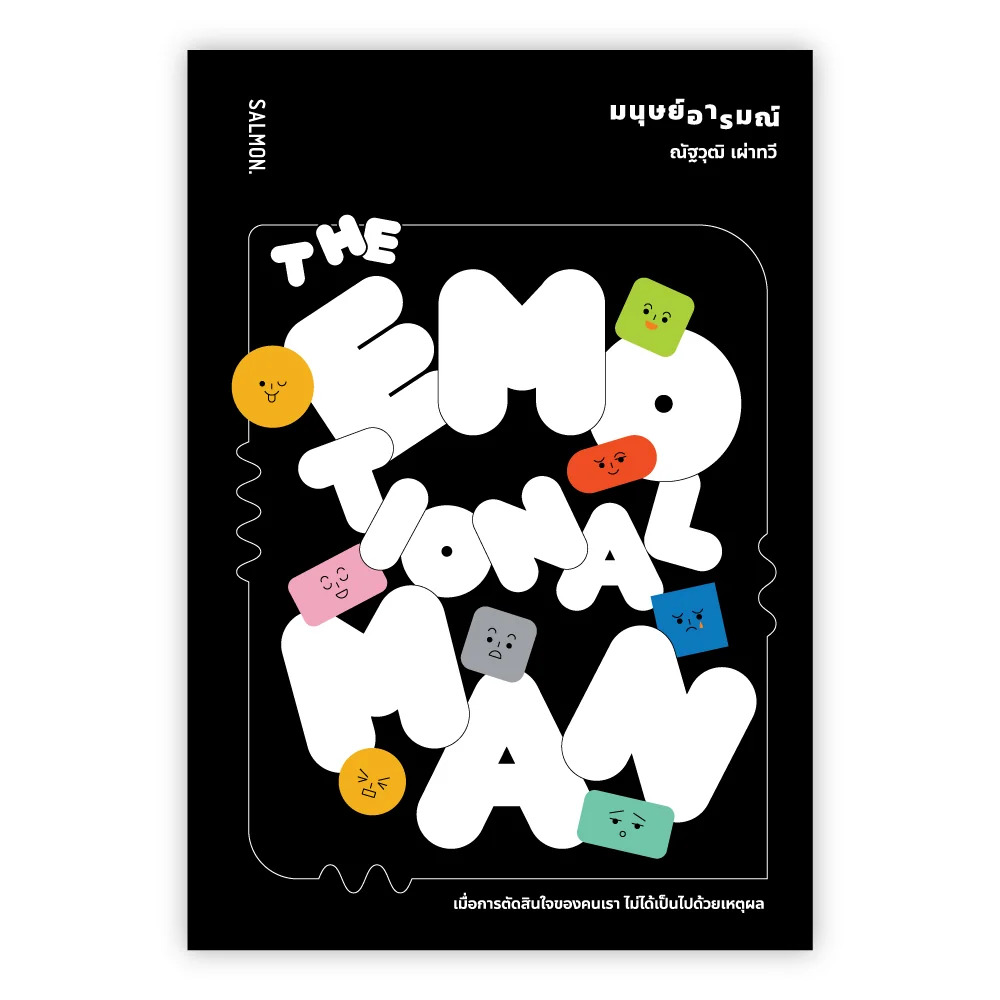 SALMON.
มนุษย์อารมณ์
ณัฐวุฒิ เผ่าทวี
THE
EMO
TIONAL
MAN
เมื่อการตัดสินใจของคนเรา ไม่ได้เป็นไปด้วยเหตุผล